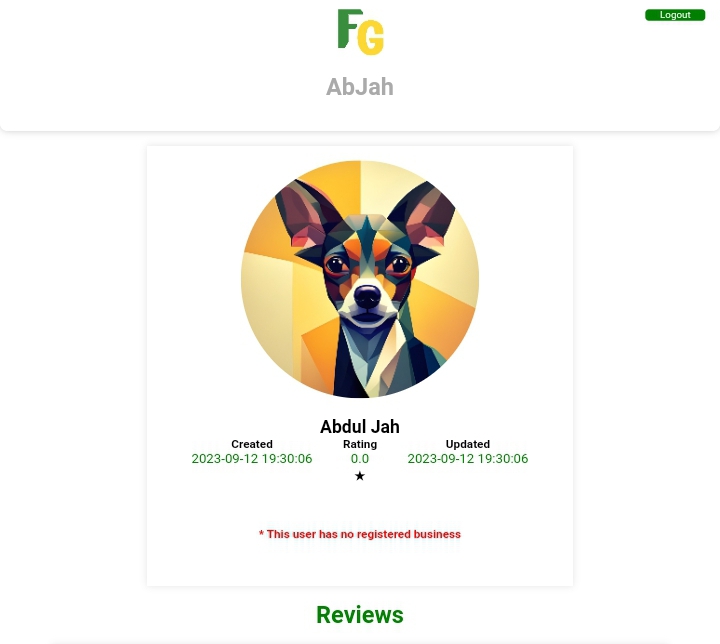 FG
Logout
AbJah
Abdul Jah
Created Rating Updated
2023-09-12 19:30:06 0.0 2023-09-12 19:30:06
★
* This user has no registered business
Reviews